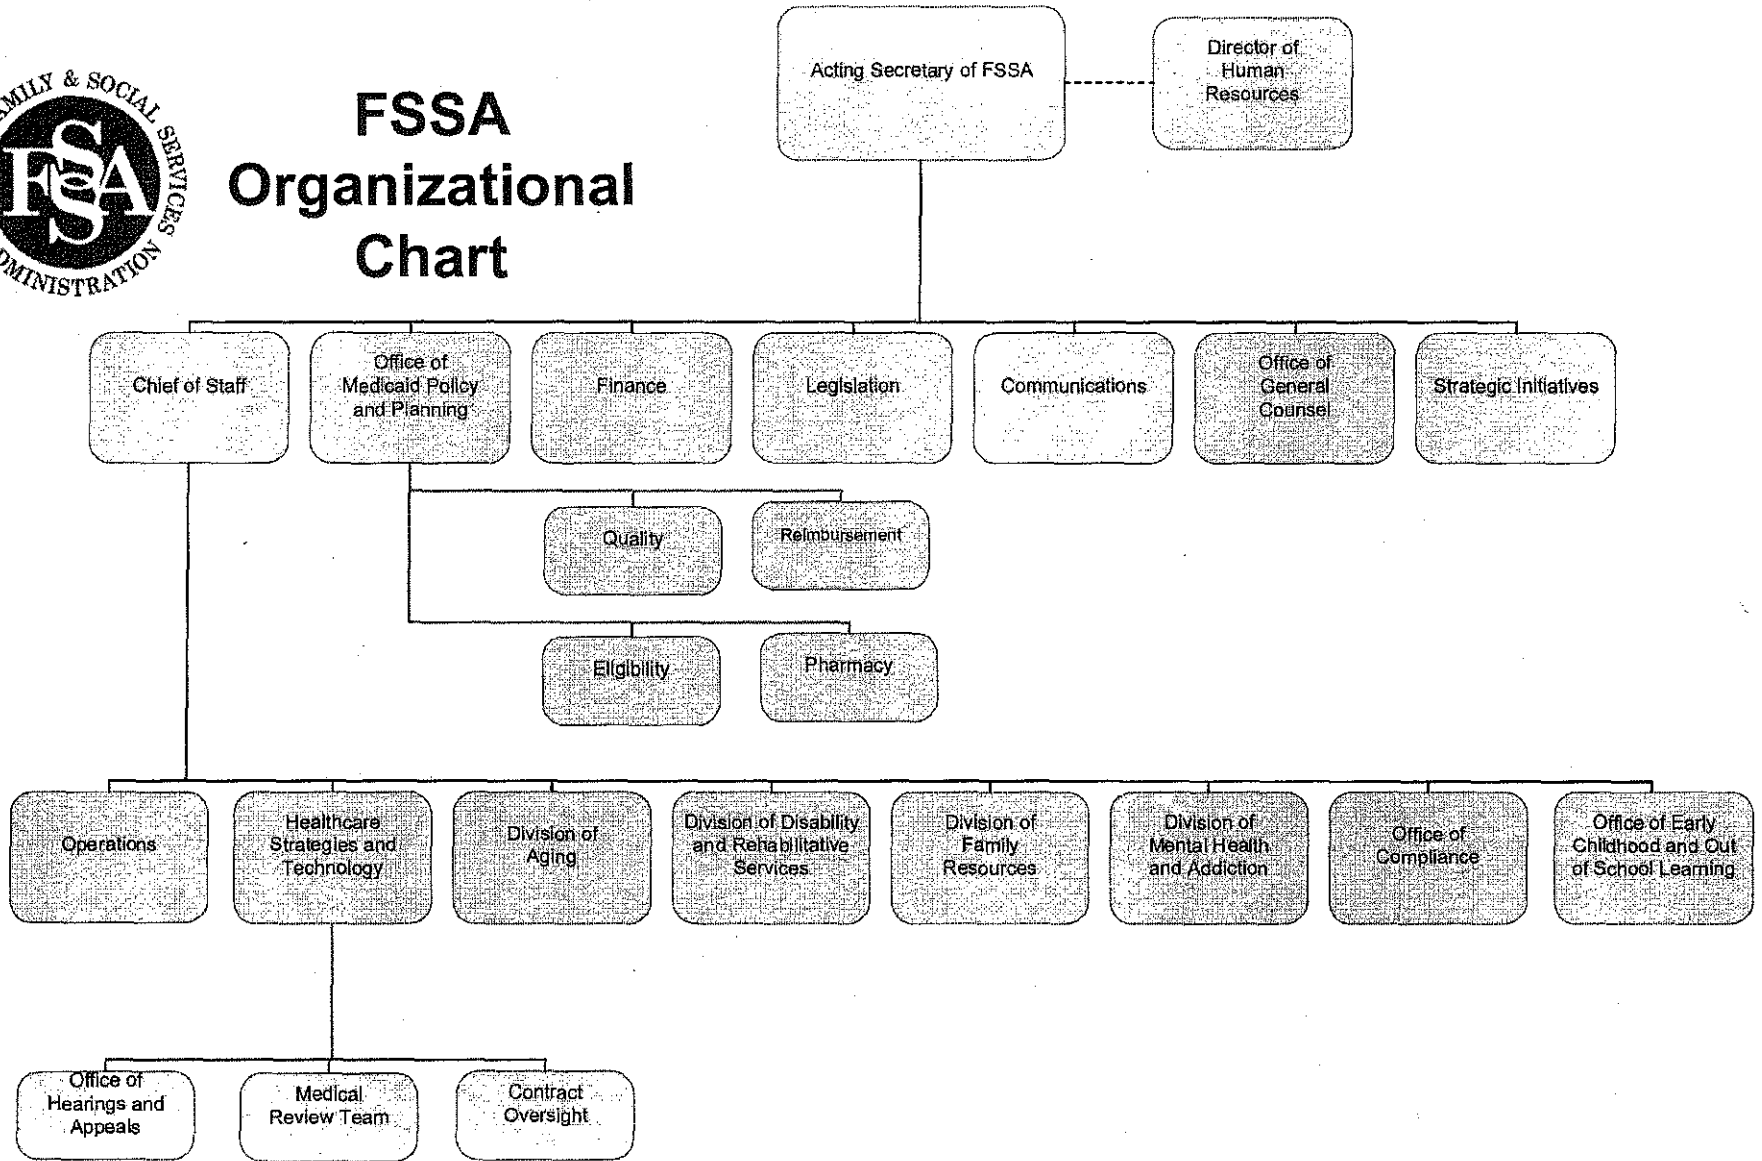 FAMILY & SOCIAL SERVICES ADMINISTRATION
FSSA
FSSA
Organizational
Chart
Acting Secretary of FSSA
Director of
Human
Resources
Chief of Staff
Office of
Medicaid Policy
and Planning
Finance
Legislation
Communications
Office of
General
Counsel
Strategic Initiatives
Quality
Reimbursement
Eligibility
Pharmacy
Operations
Healthcare
Strategies and
Technology
Division of
Aging
Division of Disability
and Rehabilitative
Services
Division of
Family
Resources
Division of
Mental Health
and Addiction
Office of
Compliance
Office of Early
Childhood and Out
of School Learning
Office of
Hearings and
Appeals
Medical
Review Team
Contract
Oversight